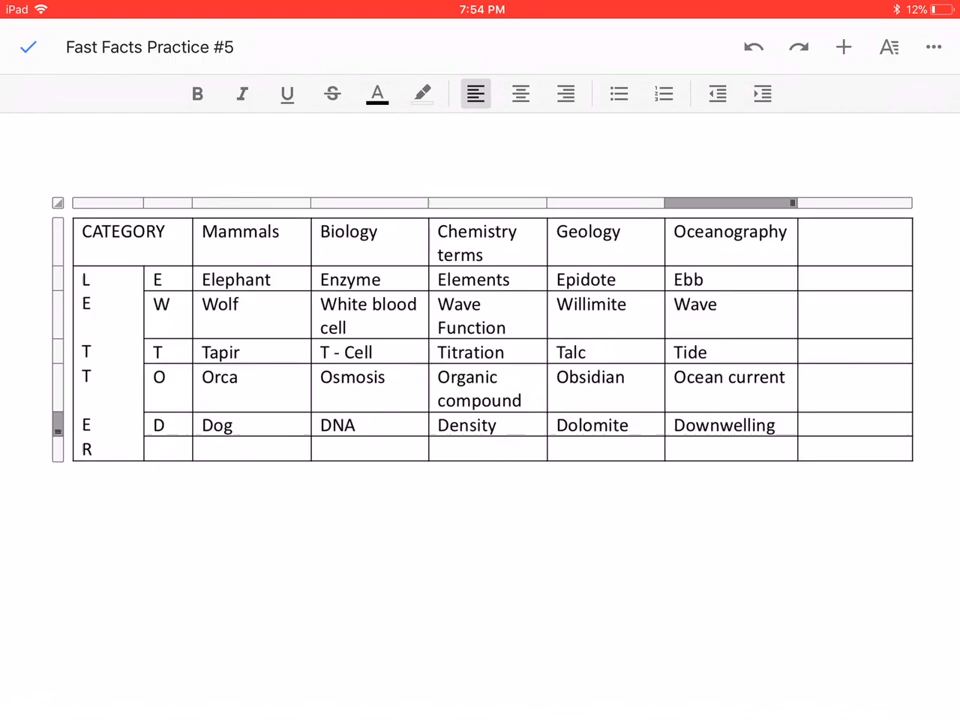 iPad 7:54 PM 12%
Fast Facts Practice #5
B I U S A
CATEGORY Mammals Biology Chemistry Geology Oceanography
terms
L E Elephant Enzyme Elements Epidote Ebb
E W Wolf White blood Wave Willimite Wave
cell Function
T T Tapir T - Cell Titration Talc Tide
T O Orca Osmosis Organic Obsidian Ocean current
compound
E D Dog DNA Density Dolomite Downwelling
R